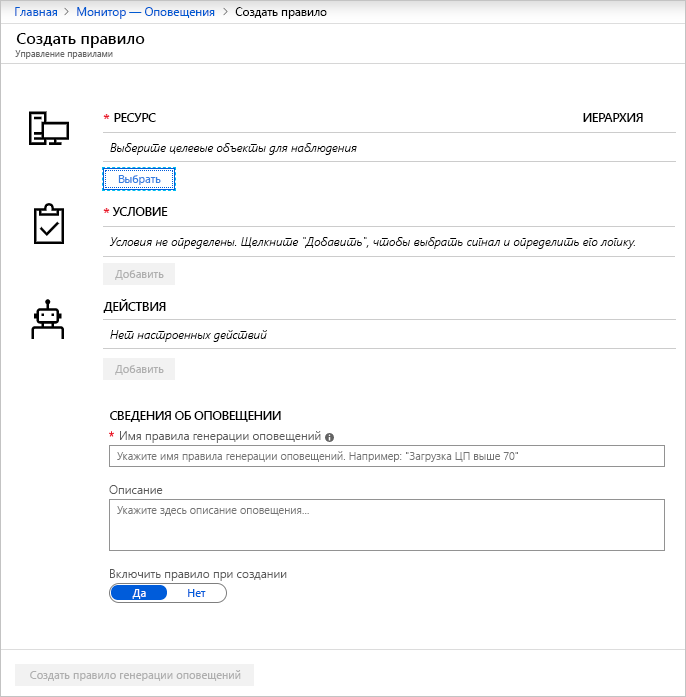 Главная > Монитор — Оповещения > Создать правило
Создать правило
Управление правилами
* РЕСУРС ИЕРАРХИЯ
Выберите целевые объекты для наблюдения
Выбрать
* УСЛОВИЕ
Условия не определены. Щелкните "Добавить", чтобы выбрать сигнал и определить его логику.
Добавить
ДЕЙСТВИЯ
Нет настроенных действий
Добавить
СВЕДЕНИЯ ОБ ОПОВЕЩЕНИИ
* Имя правила генерации оповещений
Укажите имя правила генерации оповещений. Например: "Загрузка ЦП выше 70"
Описание
Укажите здесь описание оповещения...
Включить правило при создании
Да Нет
Создать правило генерации оповещений